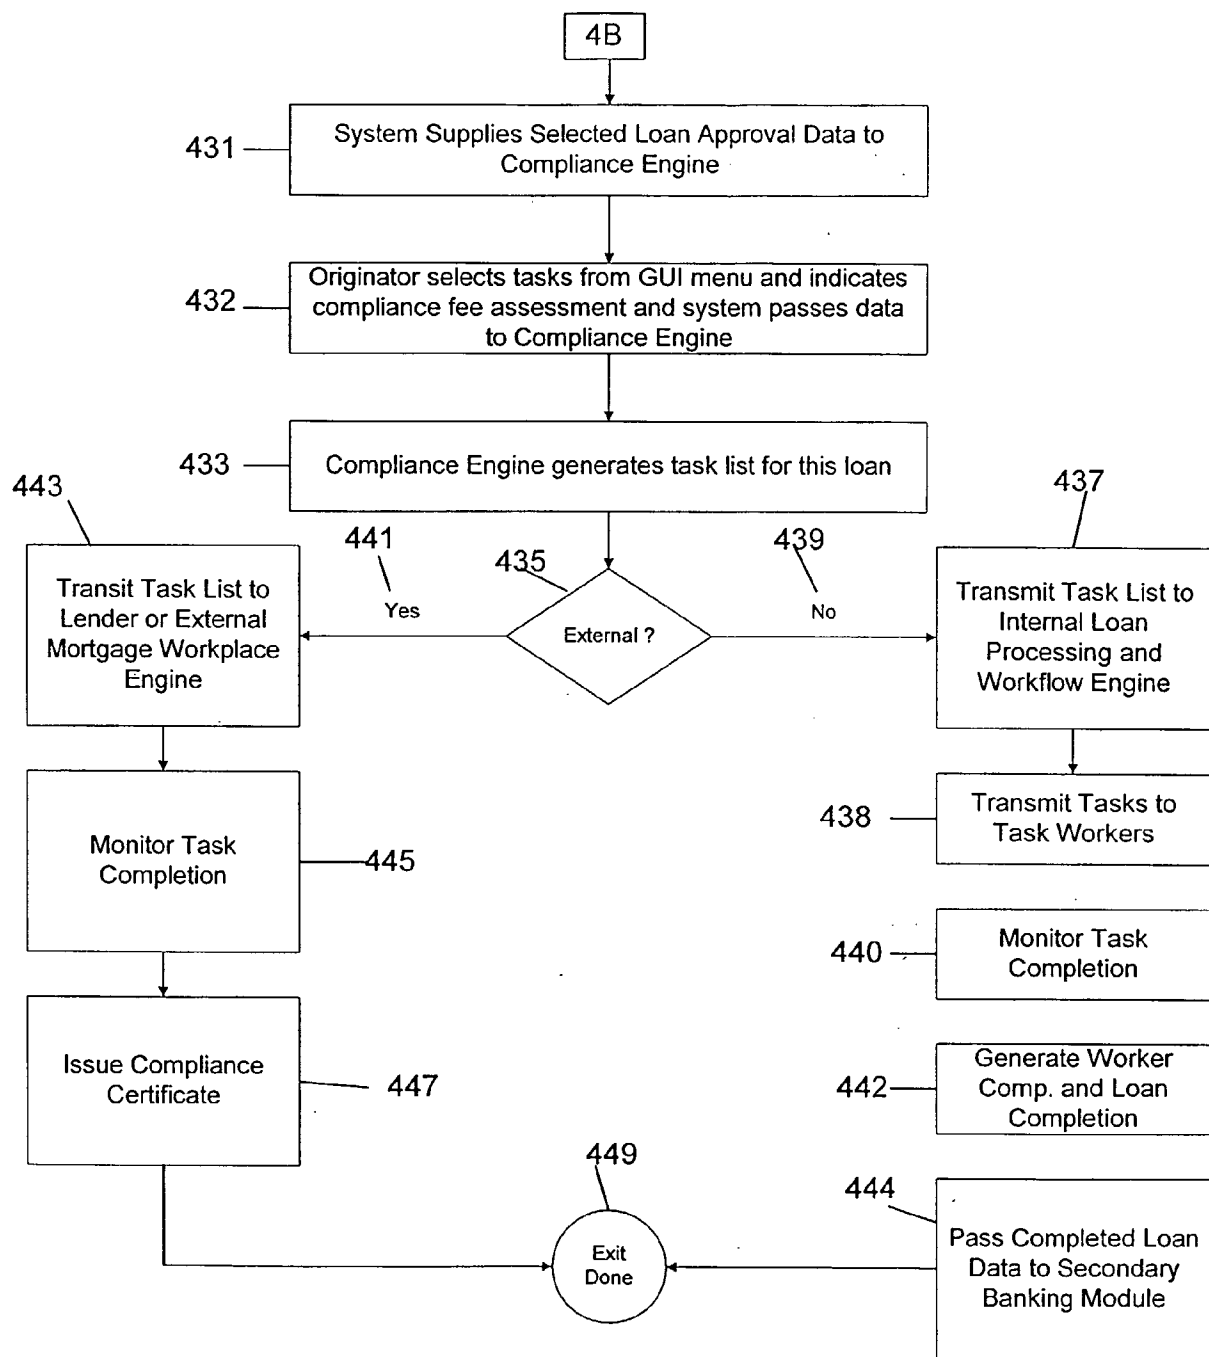 4B
431
System Supplies Selected Loan Approval Data to
Compliance Engine
432
Originator selects tasks from GUI menu and indicates
compliance fee assessment and system passes data
to Compliance Engine
433
Compliance Engine generates task list for this loan
443
441
435
439
437
Transit Task List to
Lender or External
Mortgage Workplace
Engine
Yes
External ?
No
Transmit Task List to
Internal Loan
Processing and
Workflow Engine
438
Transmit Tasks to
Task Workers
Monitor Task
Completion
445
440
Monitor Task
Completion
Issue Compliance
Certificate
447
442
Generate Worker
Comp. and Loan
Completion
449
Exit
Done
444
Pass Completed Loan
Data to Secondary
Banking Module